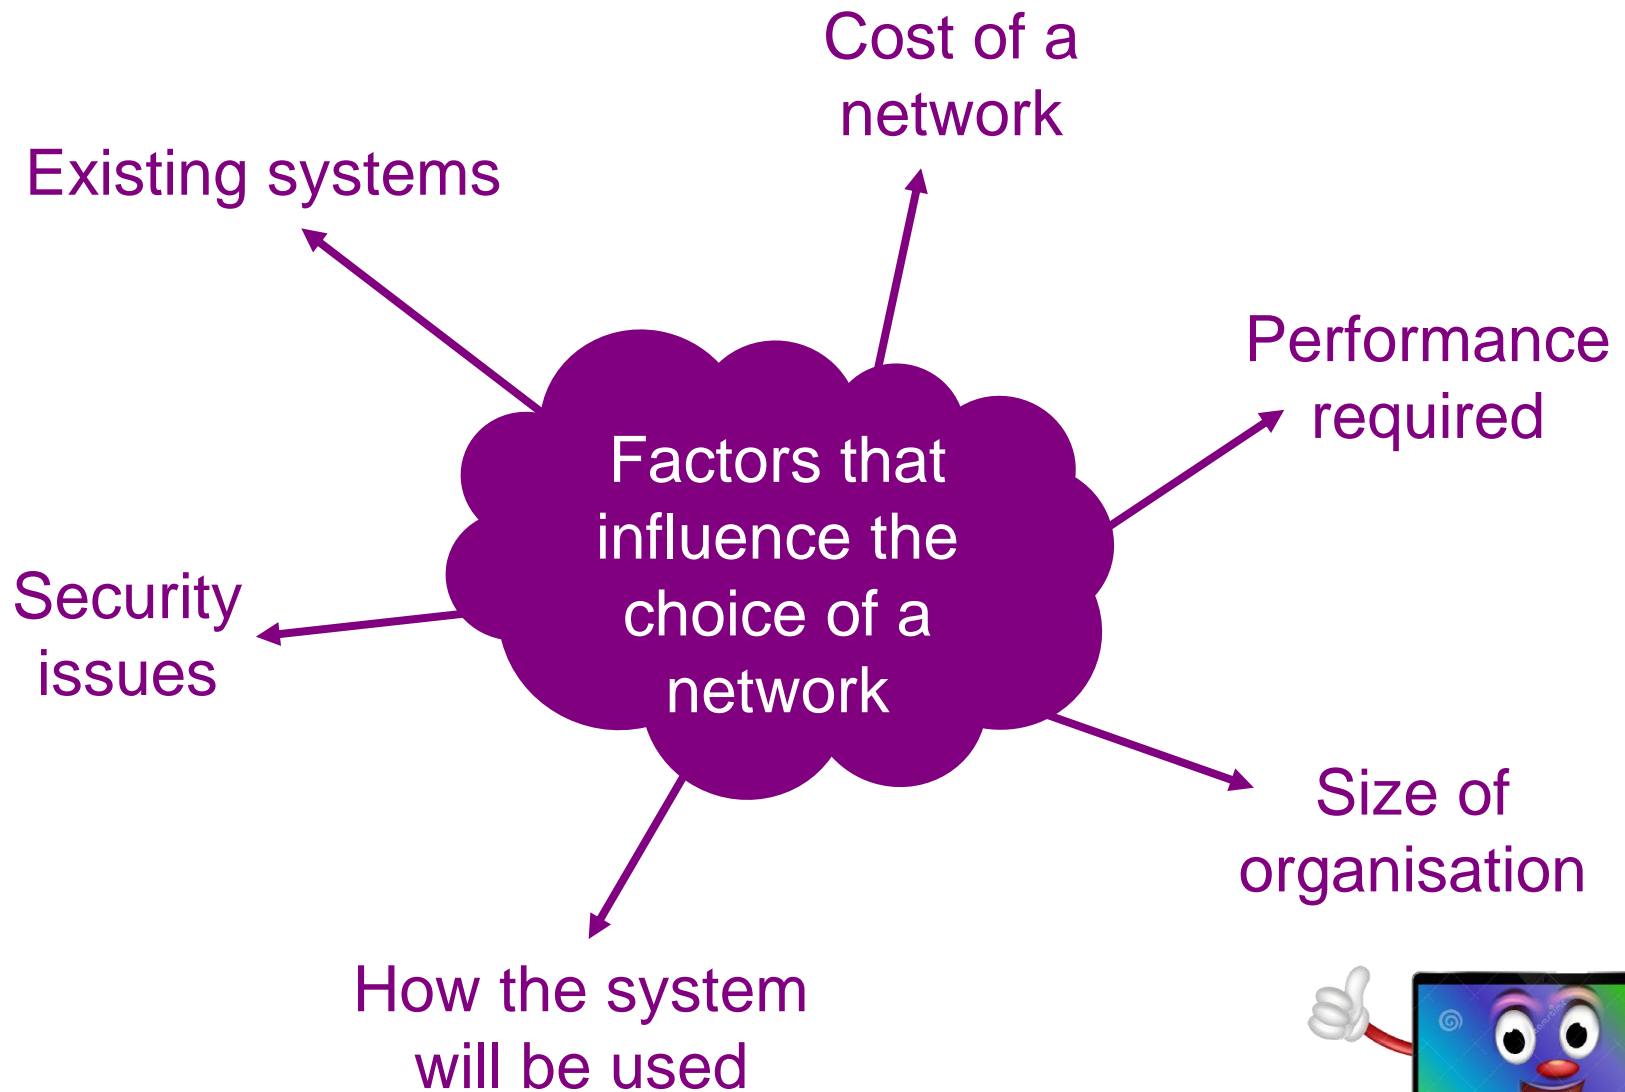 Cost of a
network
Existing systems
Performance
required
Factors that
influence the
choice of a
network
Security
issues
Size of
organisation
How the system
will be used